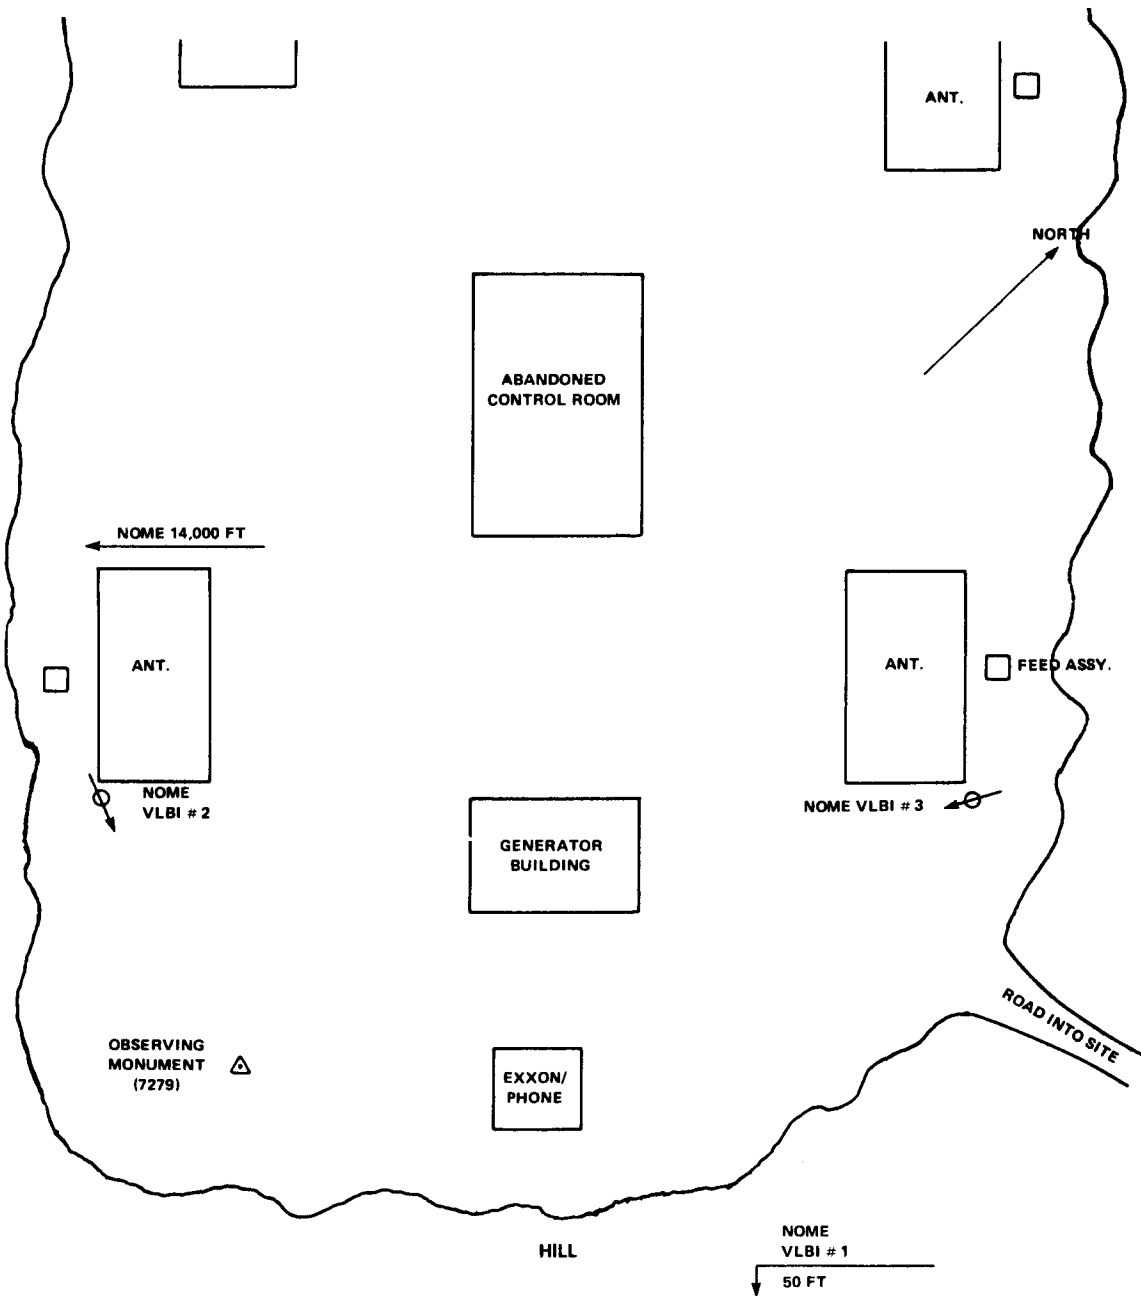 ANT.
NORTH
ABANDONED
CONTROL ROOM
NOME 14,000 FT
ANT.
ANT.
FEED ASSY.
NOME
VLBI # 2
NOME VLBI # 3
GENERATOR
BUILDING
ROAD INTO SITE
OBSERVING
MONUMENT
(7279)
EXXON/
PHONE
HILL
NOME
VLBI # 1
50 FT